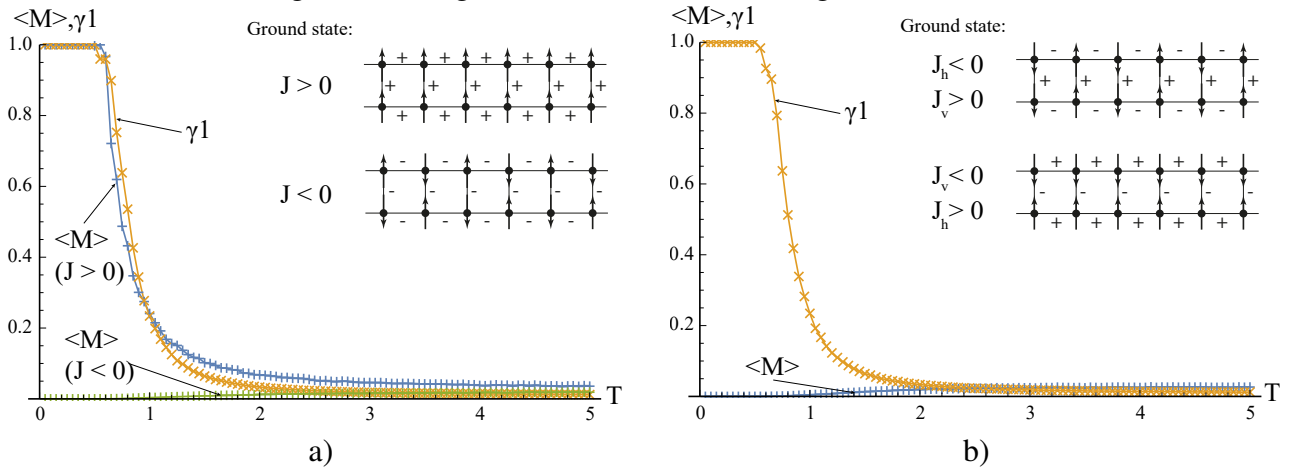 <M>,γ1
Ground state:
1.0
0.8
0.6
0.4
0.2
J > 0
+ + + + +
+ + + + + +
+ + + + +
J < 0
- - - - -
- - - - - -
- - - - -
γ1
<M>
(J > 0)
<M>
(J < 0)
0 1 2 3 4 5
T
a)
<M>,γ1
Ground state:
1.0
0.8
0.6
0.4
0.2
J_h < 0
J_v > 0
- - - - -
+ + + + + +
- - - - -
J_v < 0
J_h > 0
+ + + + +
- - - - - -
+ + + + +
γ1
<M>
0 1 2 3 4 5
T
b)